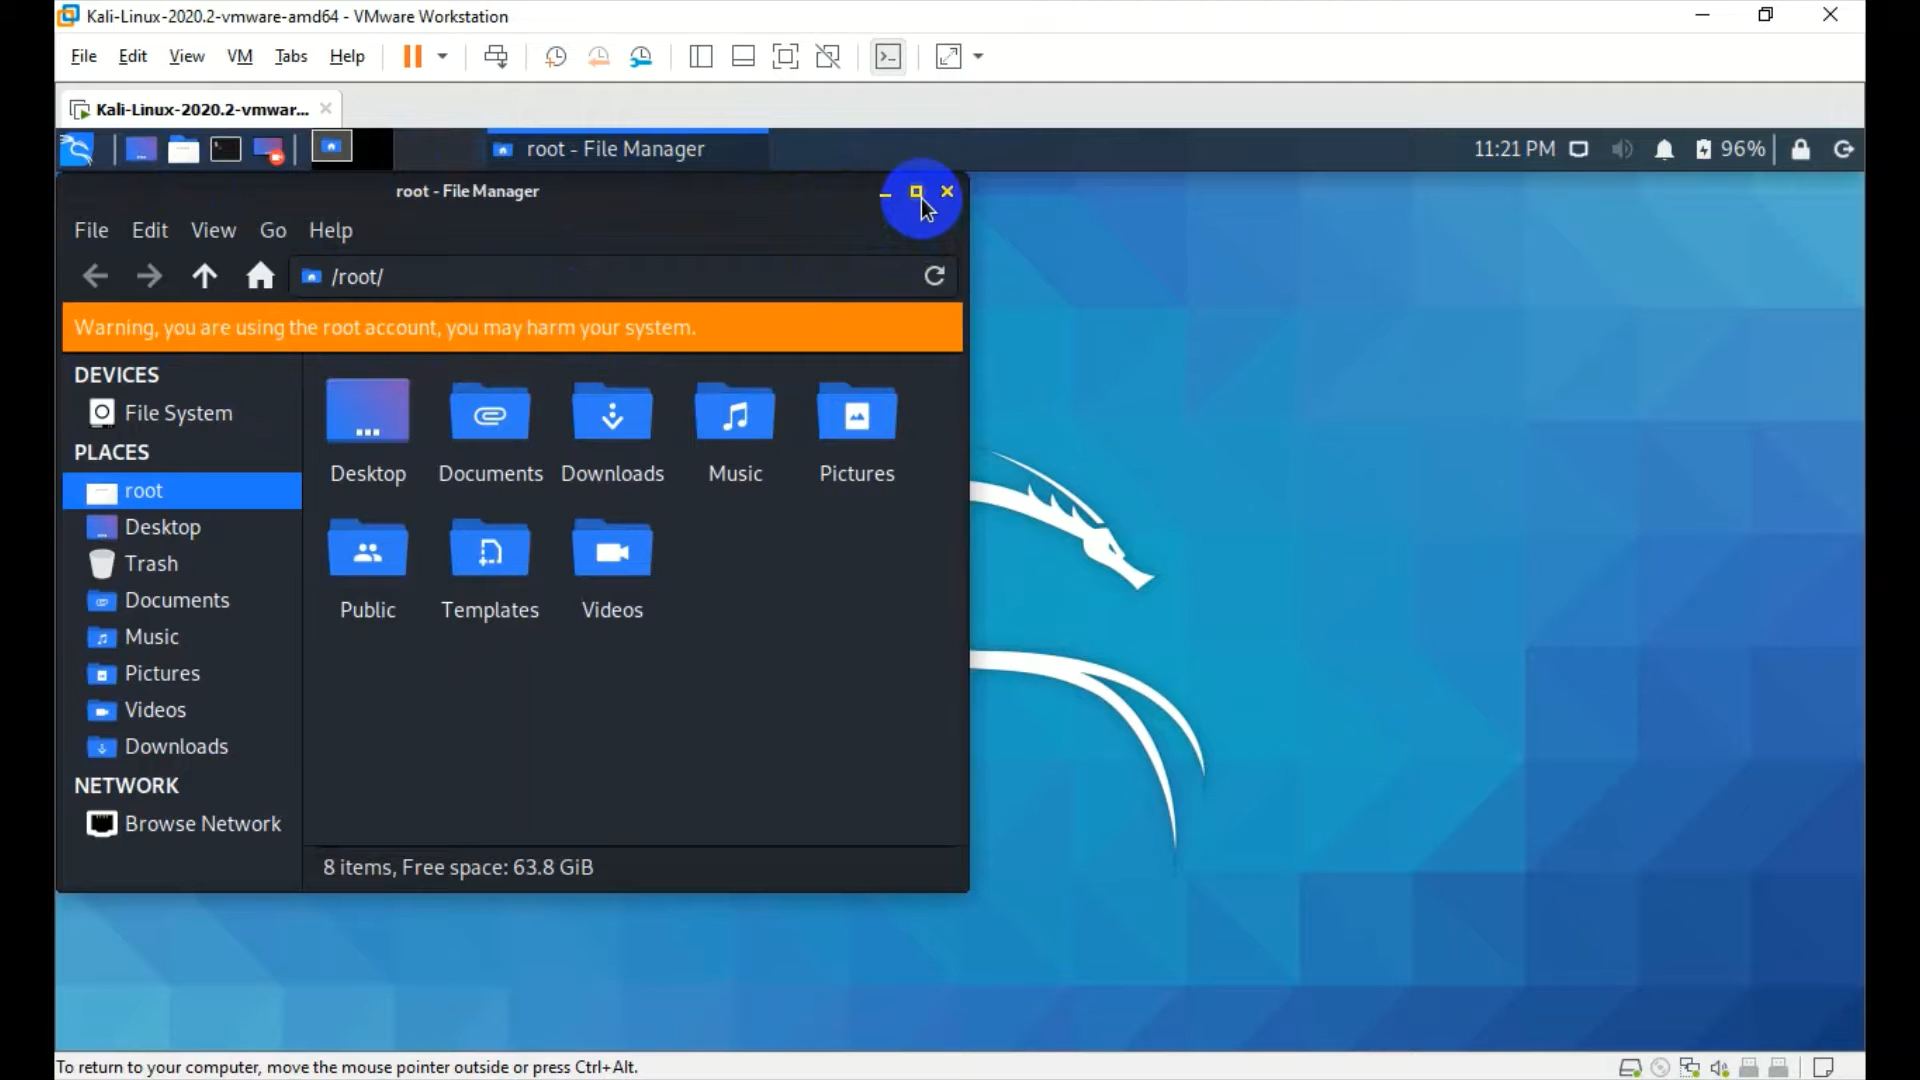 Kali-Linux-2020.2-vmware-amd64 - VMware Workstation
File Edit View VM Tabs Help
Kali-Linux-2020.2-vmwar...
root - File Manager 11:21 PM 96%
root - File Manager
File Edit View Go Help
/root/
Warning, you are using the root account, you may harm your system.
DEVICES
File System
PLACES
root
Desktop
Trash
Documents
Music
Pictures
Videos
Downloads
NETWORK
Browse Network
Desktop Documents Downloads Music Pictures
Public Templates Videos
8 items, Free space: 63.8 GiB
To return to your computer, move the mouse pointer outside or press Ctrl+Alt.